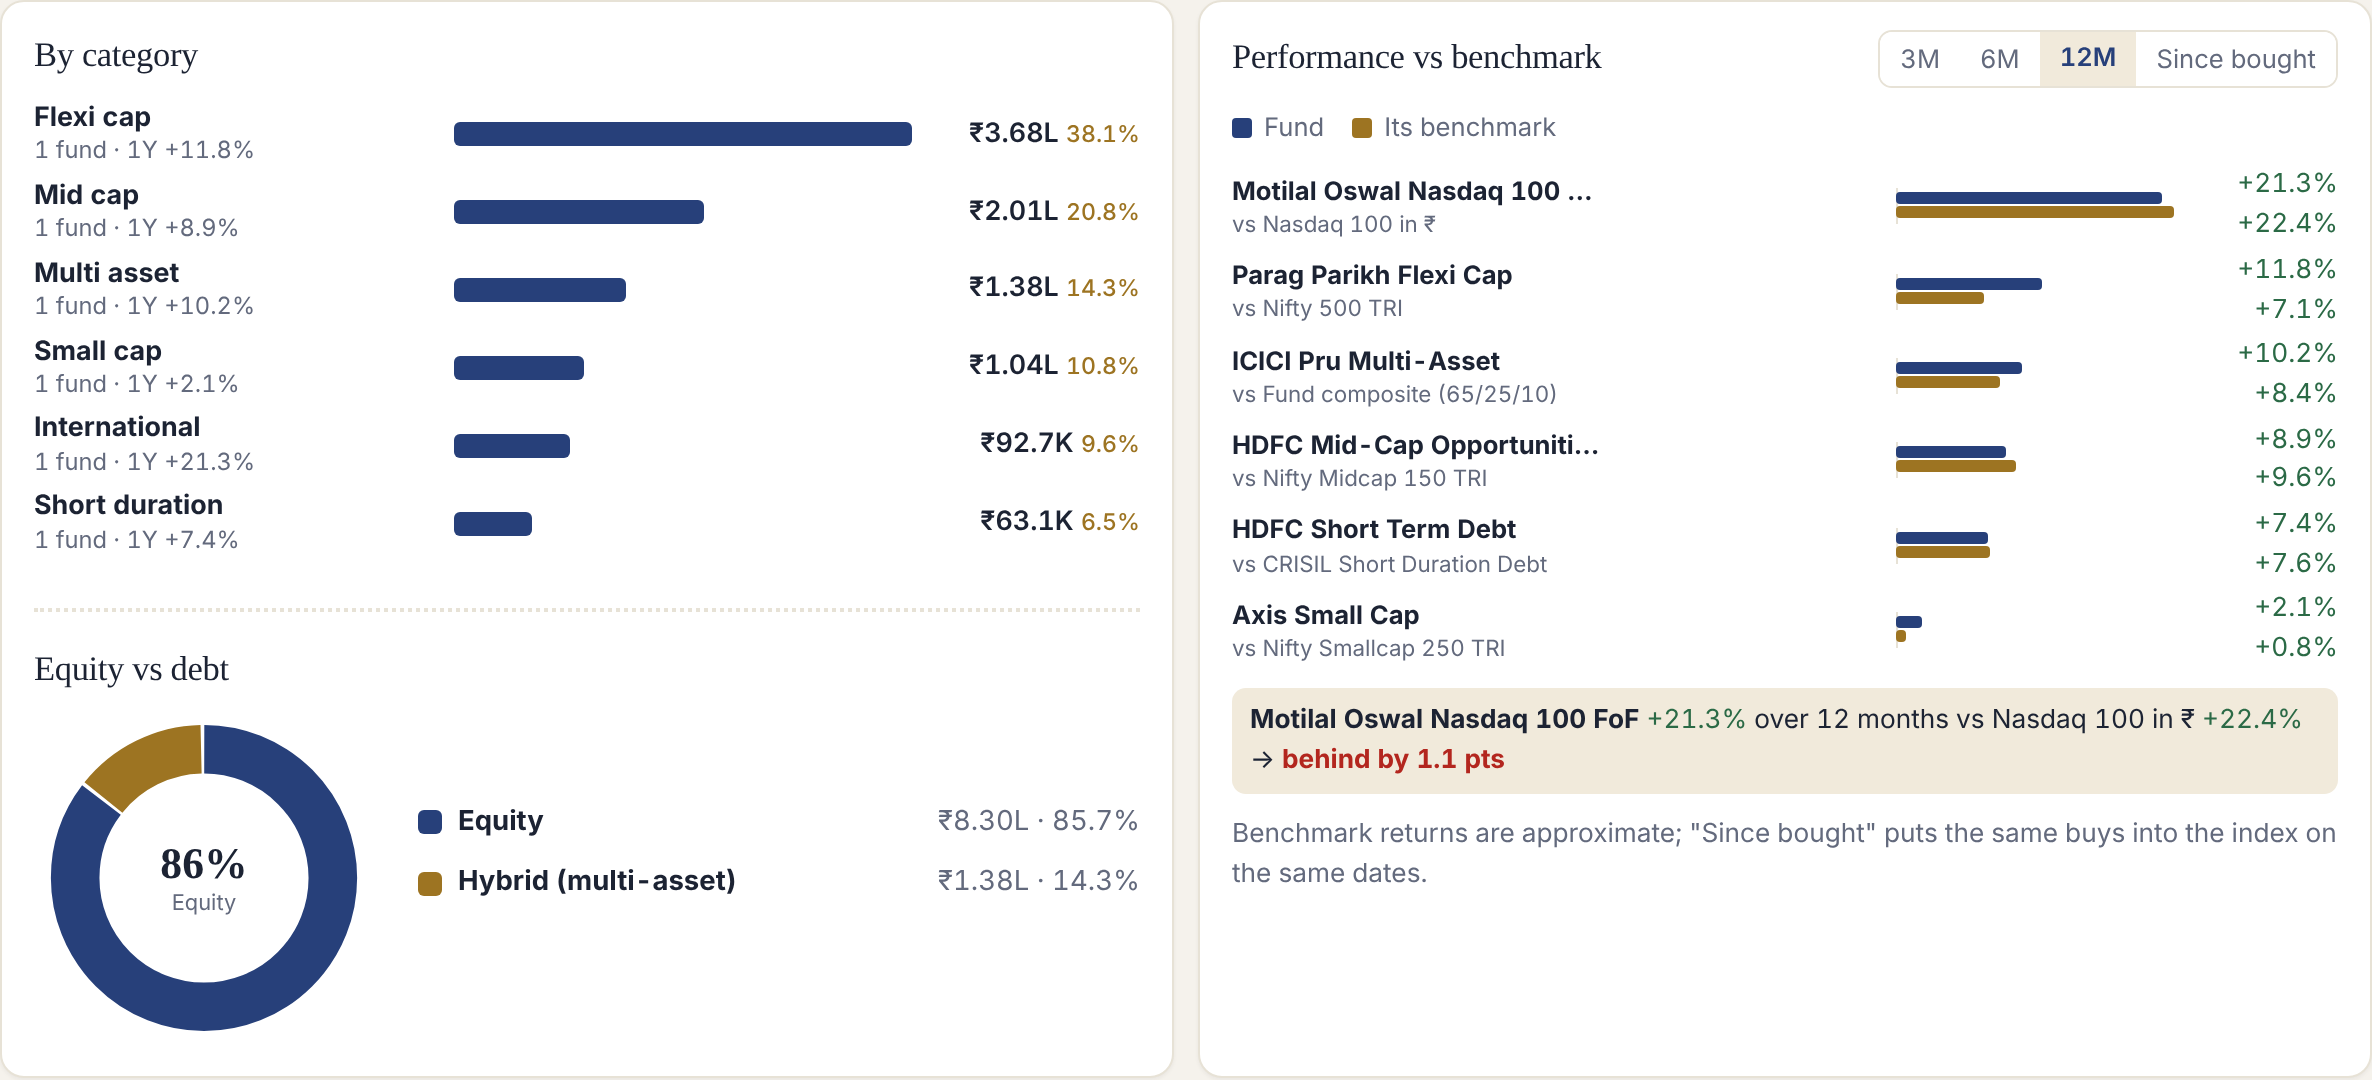 By category
Flexi cap
1 fund · 1Y +11.8%
₹3.68L 38.1%
Mid cap
1 fund · 1Y +8.9%
₹2.01L 20.8%
Multi asset
1 fund · 1Y +10.2%
₹1.38L 14.3%
Small cap
1 fund · 1Y +2.1%
₹1.04L 10.8%
International
1 fund · 1Y +21.3%
₹92.7K 9.6%
Short duration
1 fund · 1Y +7.4%
₹63.1K 6.5%
Equity vs debt
86%
Equity
Equity ₹8.30L · 85.7%
Hybrid (multi-asset) ₹1.38L · 14.3%
Performance vs benchmark
3M 6M 12M Since bought
Fund Its benchmark
Motilal Oswal Nasdaq 100 ...
vs Nasdaq 100 in ₹
+21.3%
+22.4%
Parag Parikh Flexi Cap
vs Nifty 500 TRI
+11.8%
+7.1%
ICICI Pru Multi-Asset
vs Fund composite (65/25/10)
+10.2%
+8.4%
HDFC Mid-Cap Opportuniti...
vs Nifty Midcap 150 TRI
+8.9%
+9.6%
HDFC Short Term Debt
vs CRISIL Short Duration Debt
+7.4%
+7.6%
Axis Small Cap
vs Nifty Smallcap 250 TRI
+2.1%
+0.8%
Motilal Oswal Nasdaq 100 FoF +21.3% over 12 months vs Nasdaq 100 in ₹ +22.4%
→ behind by 1.1 pts
Benchmark returns are approximate; "Since bought" puts the same buys into the index on
the same dates.